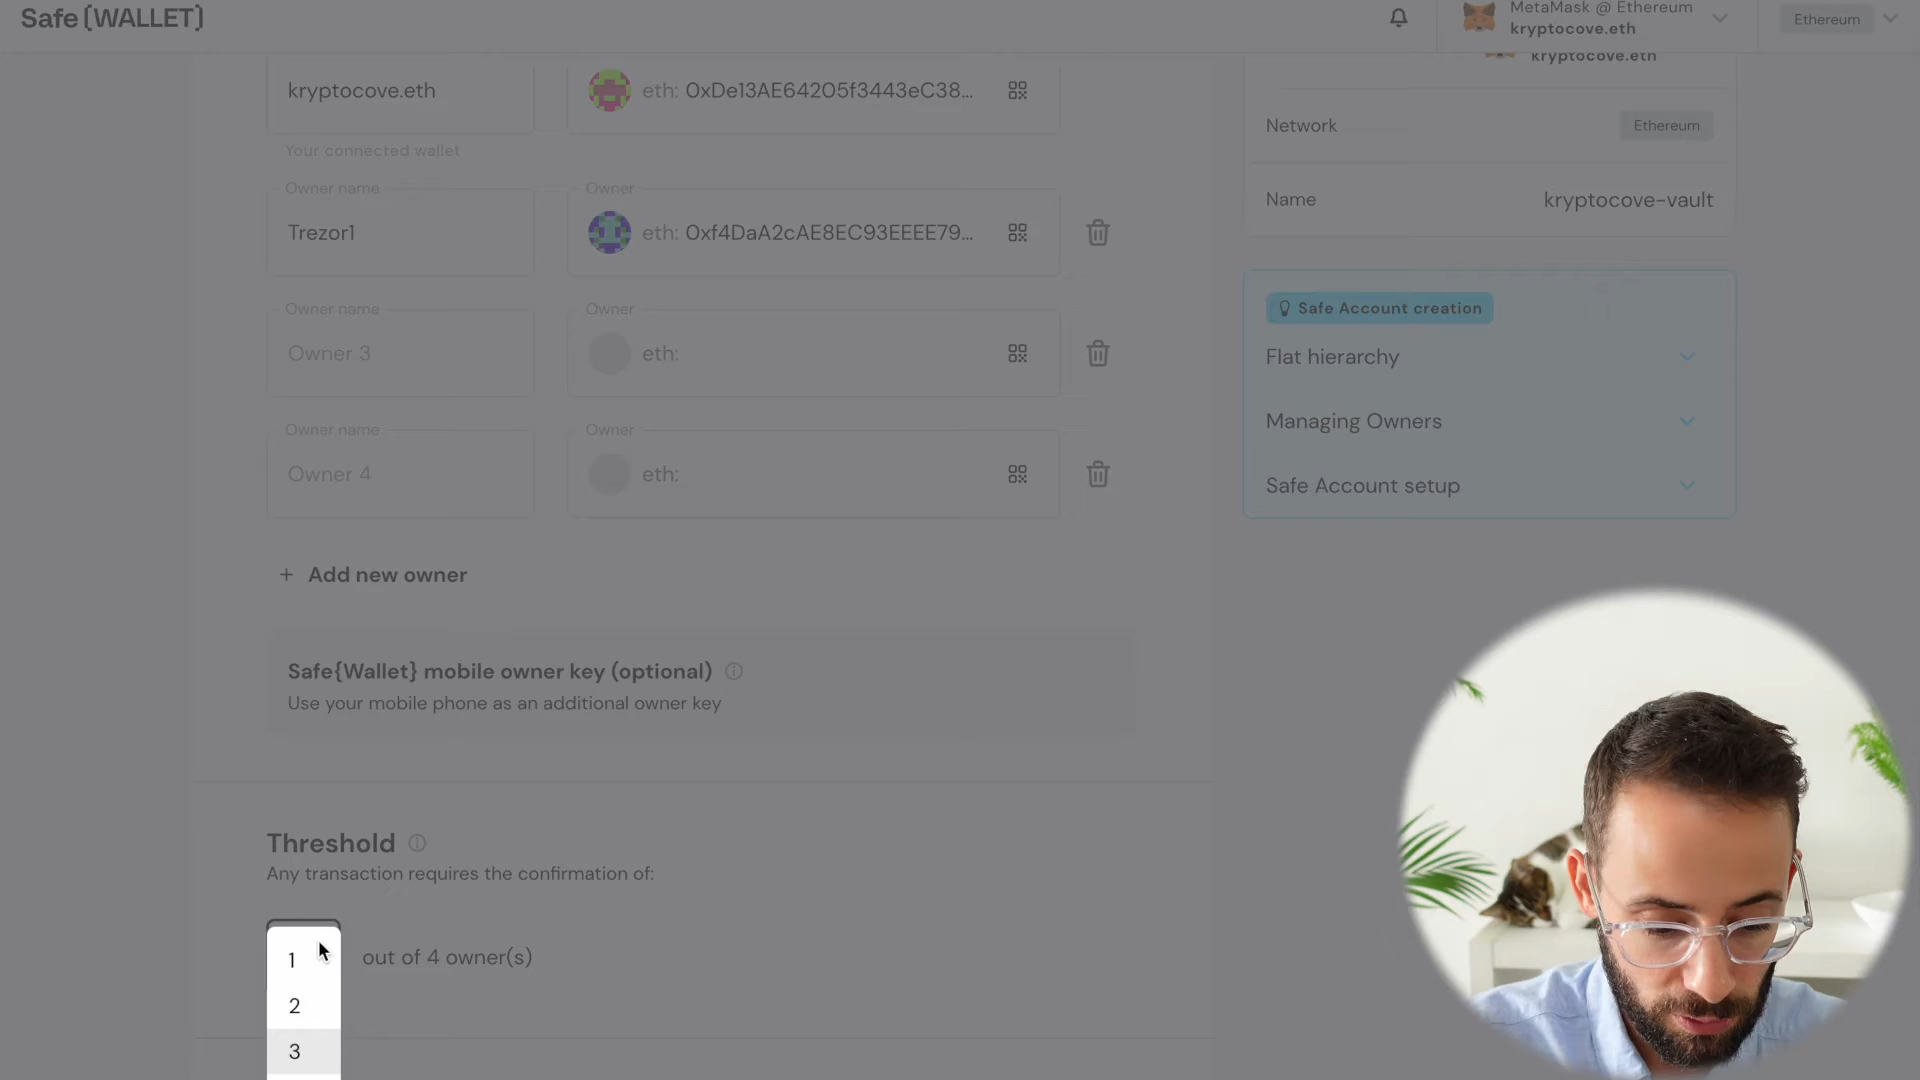 Safe{WALLET}
MetaMask @ Ethereum
kryptocove.eth
Ethereum
kryptocove.eth
kryptocove.eth
eth: 0xDe13AE64205f3443eC38...
Your connected wallet
Network
Ethereum
Name
kryptocove-vault
Owner name
Trezor1
Owner
eth: 0xf4DaA2cAE8EC93EEEE79...
Owner name
Owner 3
Owner
eth:
Owner name
Owner 4
Owner
eth:
Safe Account creation
Flat hierarchy
Managing Owners
Safe Account setup
+ Add new owner
Safe{Wallet} mobile owner key (optional)
Use your mobile phone as an additional owner key
Threshold
Any transaction requires the confirmation of:
1
out of 4 owner(s)
2
3